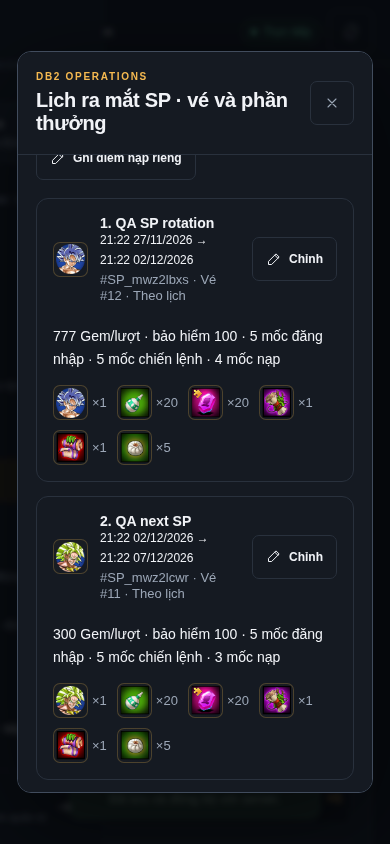 DB2 OPERATIONS
Lịch ra mắt SP · vé và phần
thưởng
Ghi điểm nạp riêng
1. QA SP rotation
21:22 27/11/2026 →
21:22 02/12/2026
#SP_mwz2lbxs · Vé
#12 · Theo lịch
Chỉnh
777 Gem/lượt · bảo hiểm 100 · 5 mốc đăng
nhập · 5 mốc chiến lệnh · 4 mốc nạp
×1
×20
×20
×1
×1
×5
2. QA next SP
21:22 02/12/2026 →
21:22 07/12/2026
#SP_mwz2lcwr · Vé
#11 · Theo lịch
Chỉnh
300 Gem/lượt · bảo hiểm 100 · 5 mốc đăng
nhập · 5 mốc chiến lệnh · 3 mốc nạp
×1
×20
×20
×1
×1
×5